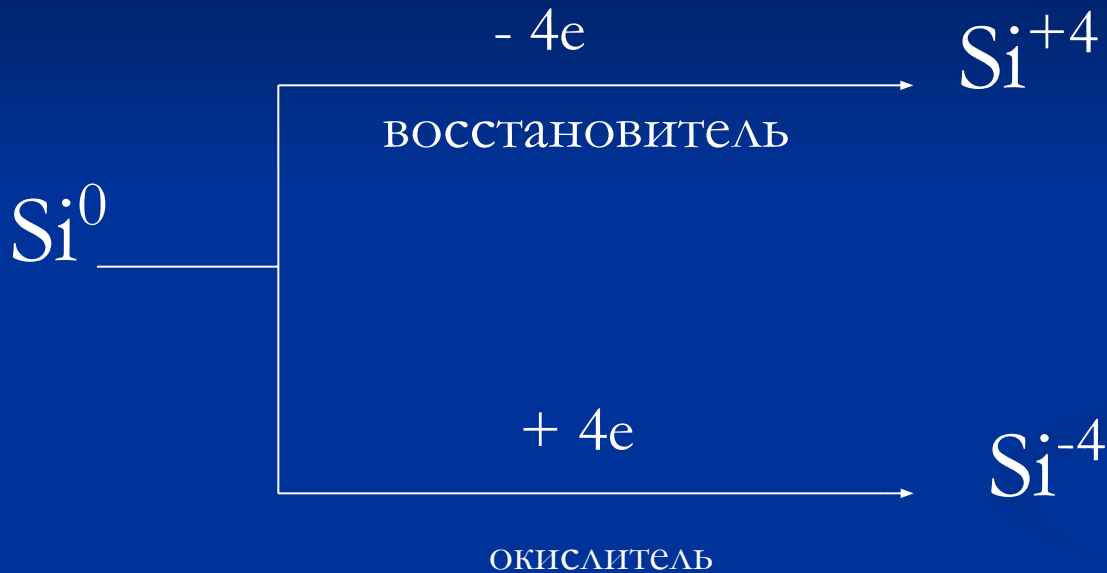 - 4e
Si⁺⁴
восстановитель
Si⁰
+ 4e
Si⁻⁴
окислитель